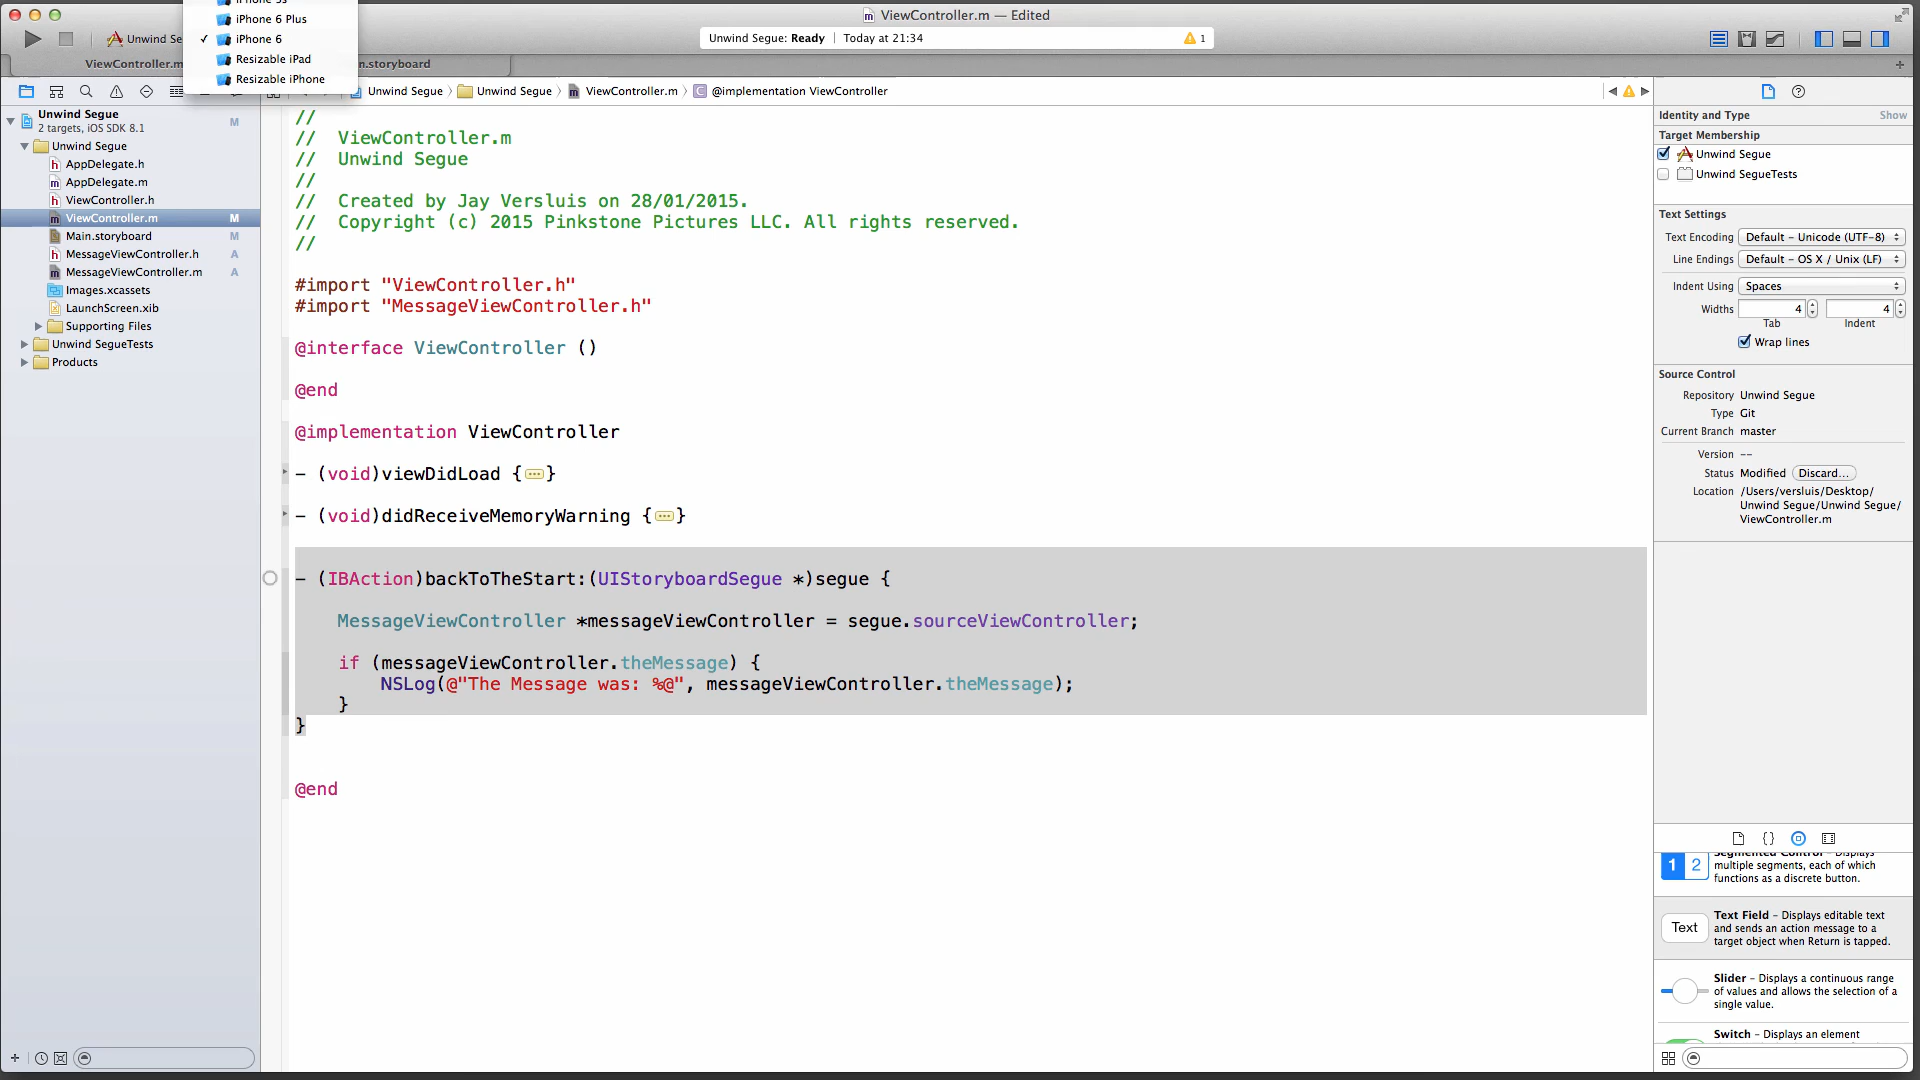 iPhone 5s
iPhone 6 Plus
✓ iPhone 6
Resizable iPad
Resizable iPhone
ViewController.m — Edited
Unwind Se
Unwind Segue: Ready | Today at 21:34
1
ViewController.m
n.storyboard
Unwind Segue
Unwind Segue
ViewController.m
@implementation ViewController
Unwind Segue M
2 targets, iOS SDK 8.1
Unwind Segue
AppDelegate.h
AppDelegate.m
ViewController.h
ViewController.m M
Main.storyboard M
MessageViewController.h A
MessageViewController.m A
Images.xcassets
LaunchScreen.xib
Supporting Files
Unwind SegueTests
Products
//
// ViewController.m
// Unwind Segue
//
// Created by Jay Versluis on 28/01/2015.
// Copyright (c) 2015 Pinkstone Pictures LLC. All rights reserved.
//
#import "ViewController.h"
#import "MessageViewController.h"
@interface ViewController ()
@end
@implementation ViewController
- (void)viewDidLoad {...}
- (void)didReceiveMemoryWarning {...}
- (IBAction)backToTheStart:(UIStoryboardSegue *)segue {
MessageViewController *messageViewController = segue.sourceViewController;
if (messageViewController.theMessage) {
NSLog(@"The Message was: %@", messageViewController.theMessage);
}
}
@end
Identity and Type Show
Target Membership
Unwind Segue
Unwind SegueTests
Text Settings
Text Encoding Default - Unicode (UTF-8)
Line Endings Default - OS X / Unix (LF)
Indent Using Spaces
Widths 4 4
Tab Indent
Wrap lines
Source Control
Repository Unwind Segue
Type Git
Current Branch master
Version --
Status Modified Discard...
Location /Users/versluis/Desktop/
Unwind Segue/Unwind Segue/
ViewController.m
1 2
Segmented Control - Displays
multiple segments, each of which
functions as a discrete button.
Text
Text Field - Displays editable text
and sends an action message to a
target object when Return is tapped.
Slider - Displays a continuous range
of values and allows the selection of a
single value.
Switch - Displays an element